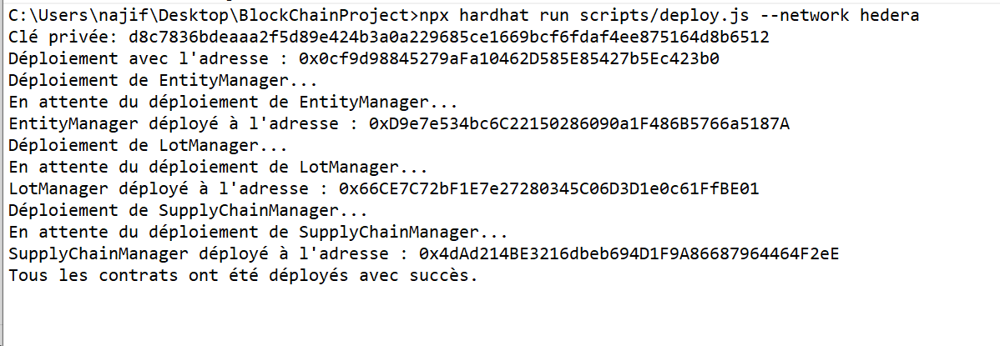 C:\Users\najif\Desktop\BlockChainProject>npx hardhat run scripts/deploy.js --network hedera
Clé privée: d8c7836bdeaaa2f5d89e424b3a0a229685ce1669bcf6fdaf4ee875164d8b6512
Déploiement avec l'adresse : 0x0cf9d98845279aFa10462D585E85427b5Ec423b0
Déploiement de EntityManager...
En attente du déploiement de EntityManager...
EntityManager déployé à l'adresse : 0xD9e7e534bc6C22150286090a1F486B5766a5187A
Déploiement de LotManager...
En attente du déploiement de LotManager...
LotManager déployé à l'adresse : 0x66CE7C72bF1E7e27280345C06D3D1e0c61FfBE01
Déploiement de SupplyChainManager...
En attente du déploiement de SupplyChainManager...
SupplyChainManager déployé à l'adresse : 0x4dAd214BE3216dbeb694D1F9A86687964464F2eE
Tous les contrats ont été déployés avec succès.